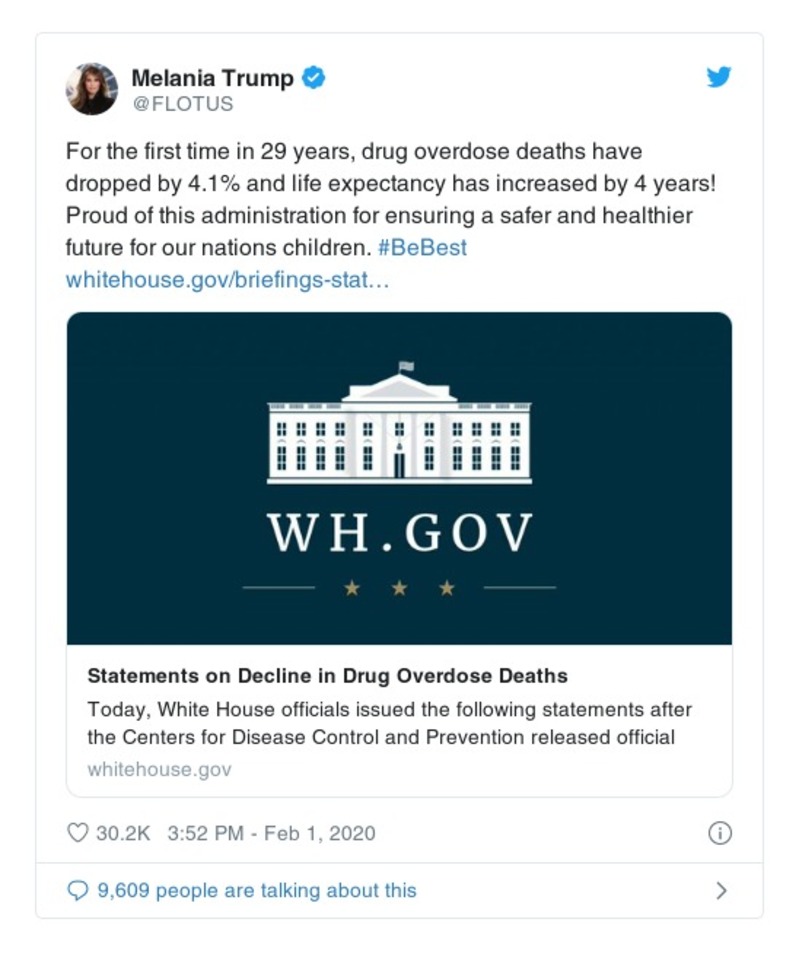 Melania Trump
@FLOTUS
For the first time in 29 years, drug overdose deaths have
dropped by 4.1% and life expectancy has increased by 4 years!
Proud of this administration for ensuring a safer and healthier
future for our nations children. #BeBest
whitehouse.gov/briefings-stat…
WH.GOV
Statements on Decline in Drug Overdose Deaths
Today, White House officials issued the following statements after
the Centers for Disease Control and Prevention released official
whitehouse.gov
30.2K 3:52 PM - Feb 1, 2020
9,609 people are talking about this